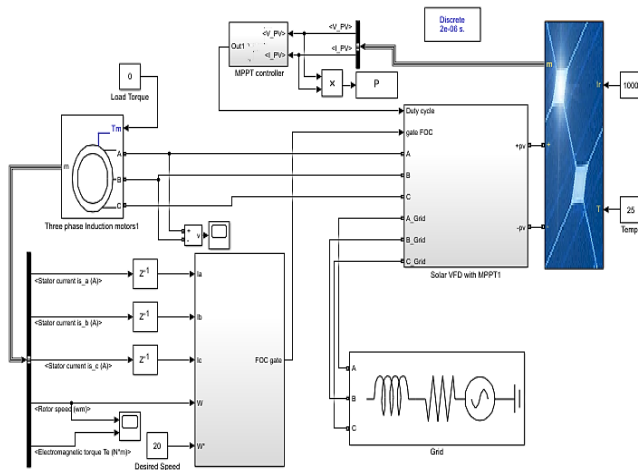 <V_PV>
<V_PV>
Discrete
2e-06 s.
Out1
<I_PV>
<I_PV>
MPPT controller
m
Ir
1000
×
P
0
Load Torque
Duty cycle
gate FOC
Tm
m
A
B
C
Three phase Induction motors1
A
B
C
A_Grid
B_Grid
C_Grid
+pv
-pv
+
-
T
25
Temp
Solar VFD with MPPT1
+
-
v
<Stator current is_a (A)>
Z-1
Ia
<Stator current is_b (A)>
Z-1
Ib
<Stator current is_c (A)>
Z-1
Ic
FOC gate
<Rotor speed (wm)>
W
<Electromagnetic torque Te (N*m)>
20
W*
Desired Speed
A
B
C
Grid